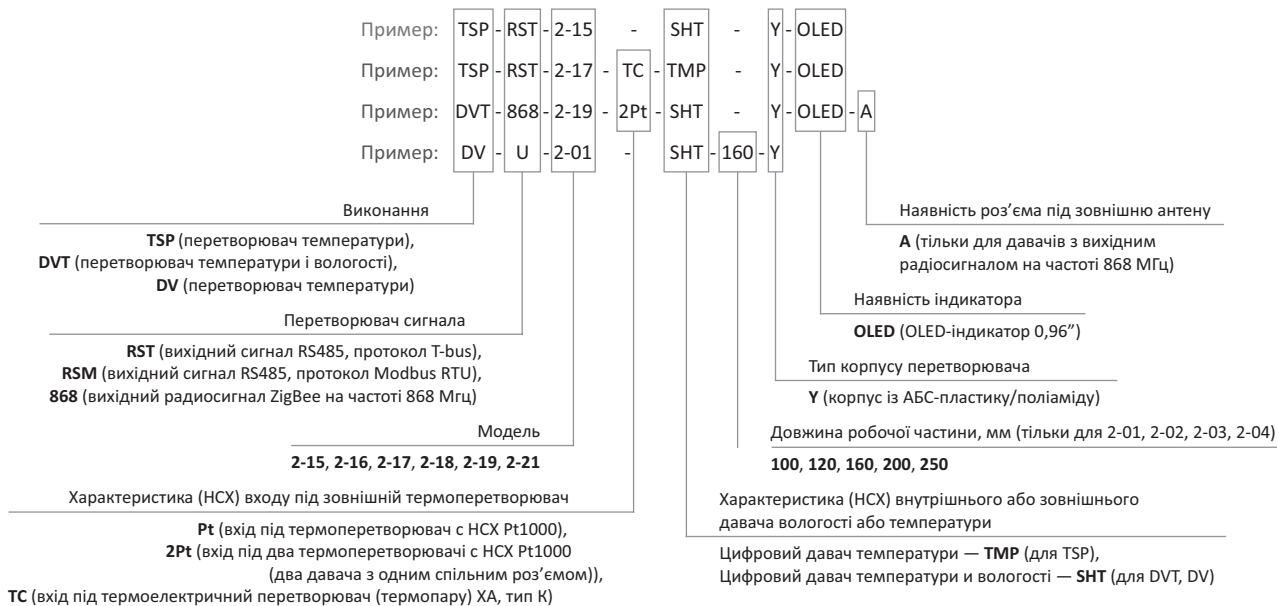 Пример: TSP - RST - 2-15 - SHT - Y - OLED
Пример: TSP - RST - 2-17 - TC - TMP - Y - OLED
Пример: DVT - 868 - 2-19 - 2Pt - SHT - Y - OLED - A
Пример: DV - U - 2-01 - SHT - 160 - Y
Виконання
TSP (перетворювач температури),
DVT (перетворювач температури і вологості),
DV (перетворювач температури)
Перетворювач сигнала
RST (вихідний сигнал RS485, протокол T-bus),
RSM (вихідний сигнал RS485, протокол Modbus RTU),
868 (вихідний радиосигнал ZigBee на частоті 868 Мгц)
Модель
2-15, 2-16, 2-17, 2-18, 2-19, 2-21
Характеристика (НСХ) входу під зовнішній термоперетворювач
Pt (вхід під термоперетворювач с НСХ Pt1000),
2Pt (вхід під два термоперетворювачі с НСХ Pt1000
(два давача з одним спільним роз’ємом)),
TC (вхід під термоелектричний перетворювач (термопару) ХА, тип К)
Наявність роз’єма під зовнішню антену
A (тільки для давачів з вихідним
радіосигналом на частоті 868 МГц)
Наявність індикатора
OLED (OLED-індикатор 0,96”)
Тип корпусу перетворювача
Y (корпус із АБС-пластику/поліаміду)
Довжина робочої частини, мм (тільки для 2-01, 2-02, 2-03, 2-04)
100, 120, 160, 200, 250
Характеристика (НСХ) внутрішнього або зовнішнього
давача вологості або температури
Цифровий давач температури — TMP (для TSP),
Цифровий давач температури и вологості — SHT (для DVT, DV)